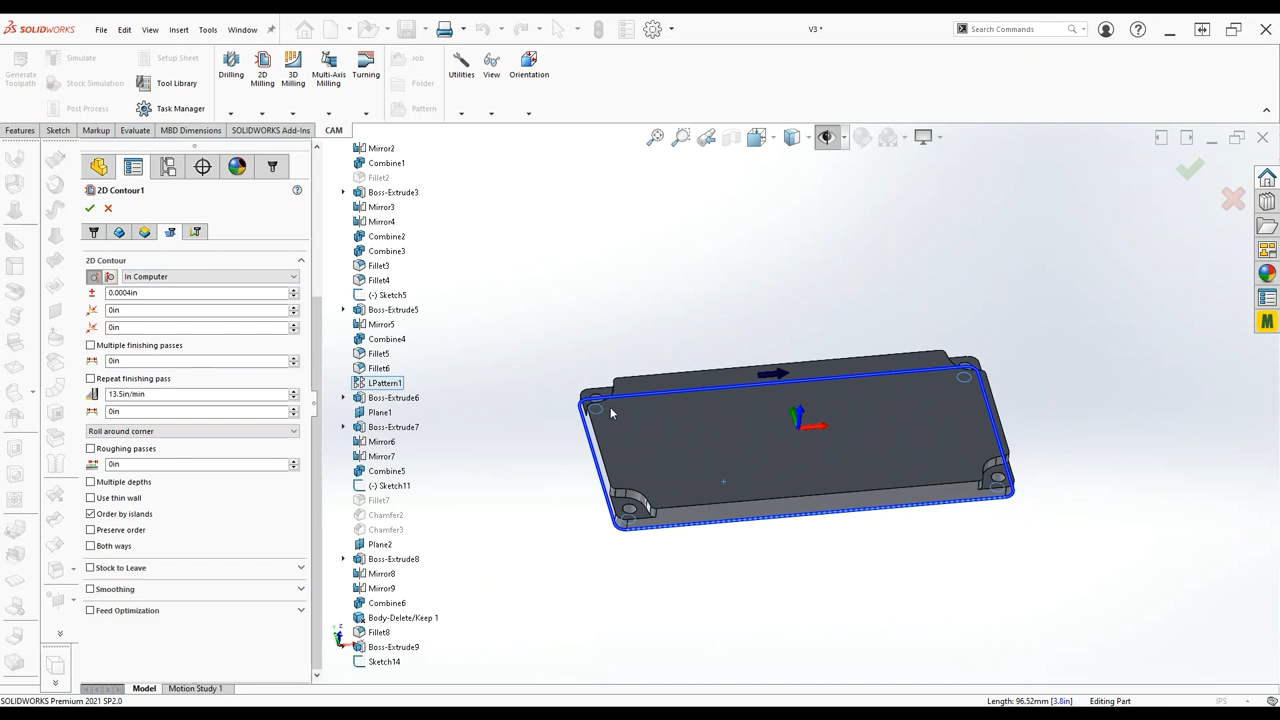 SOLIDWORKS
File Edit View Insert Tools Window
V3 *
Search Commands
Generate Toolpath
Simulate
Stock Simulation
Post Process
Setup Sheet
Tool Library
Task Manager
Drilling
2D Milling
3D Milling
Multi-Axis Milling
Turning
Job
Folder
Pattern
Utilities
View
Orientation
Features Sketch Markup Evaluate MBD Dimensions SOLIDWORKS Add-Ins CAM
2D Contour1
2D Contour
In Computer
0.0004in
0in
0in
Multiple finishing passes
0in
Repeat finishing pass
13.5in/min
0in
Roll around corner
Roughing passes
0in
Multiple depths
Use thin wall
Order by islands
Preserve order
Both ways
Stock to Leave
Smoothing
Feed Optimization
Mirror2
Combine1
Fillet2
Boss-Extrude3
Mirror3
Mirror4
Combine2
Combine3
Fillet3
Fillet4
(-) Sketch5
Boss-Extrude5
Mirror5
Combine4
Fillet5
Fillet6
LPattern1
Boss-Extrude6
Plane1
Boss-Extrude7
Mirror6
Mirror7
Combine5
(-) Sketch11
Fillet7
Chamfer2
Chamfer3
Plane2
Boss-Extrude8
Mirror8
Mirror9
Combine6
Body-Delete/Keep 1
Fillet8
Boss-Extrude9
Sketch14
M
Model Motion Study 1
SOLIDWORKS Premium 2021 SP2.0
Length: 96.52mm [3.8in] Editing Part IPS